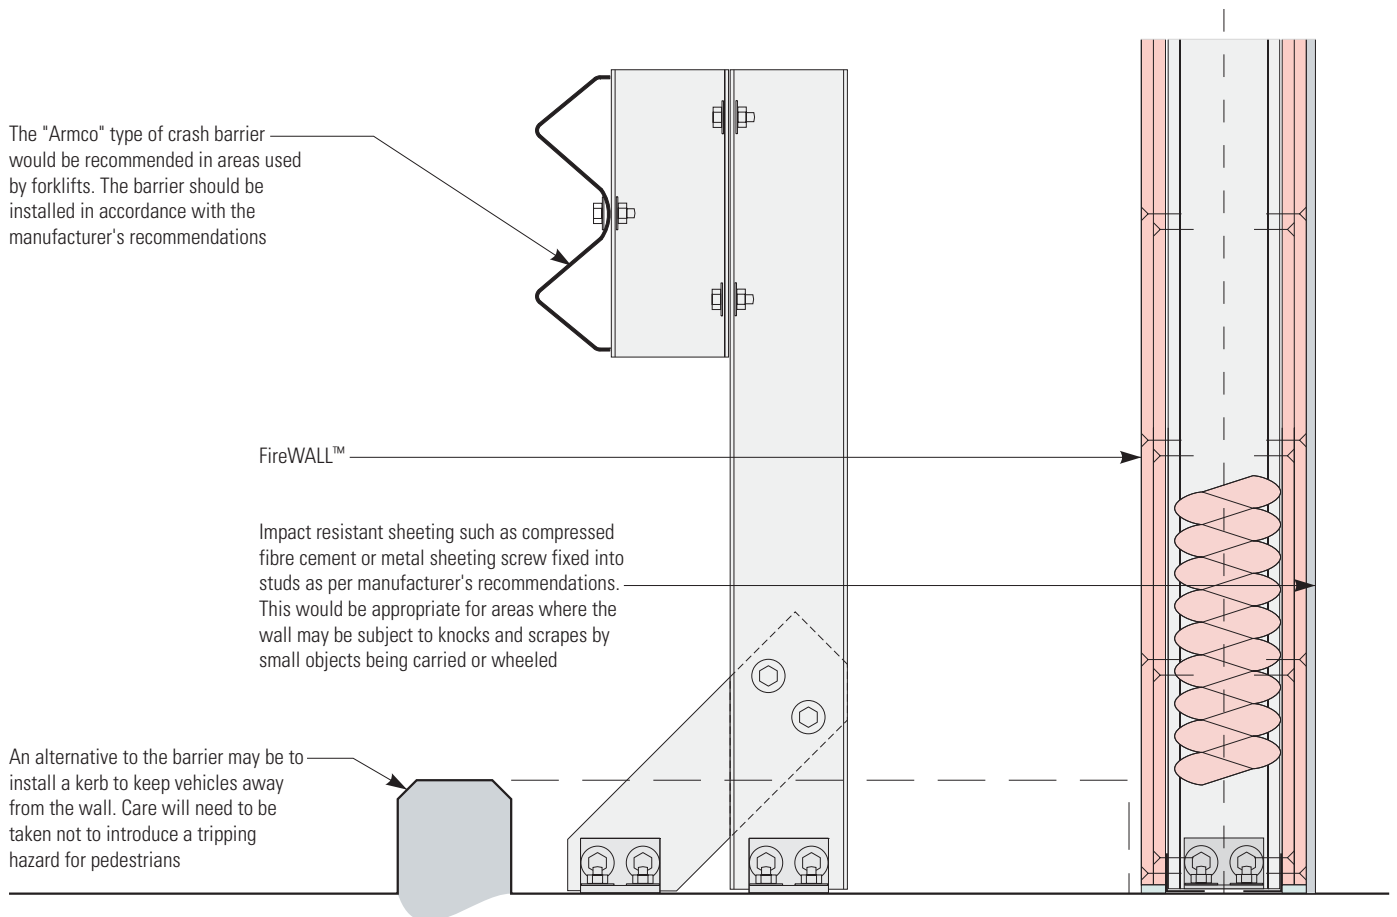 The "Armco" type of crash barrier
would be recommended in areas used
by forklifts. The barrier should be
installed in accordance with the
manufacturer's recommendations
FireWALL™
Impact resistant sheeting such as compressed
fibre cement or metal sheeting screw fixed into
studs as per manufacturer's recommendations.
This would be appropriate for areas where the
wall may be subject to knocks and scrapes by
small objects being carried or wheeled
An alternative to the barrier may be to
install a kerb to keep vehicles away
from the wall. Care will need to be
taken not to introduce a tripping
hazard for pedestrians